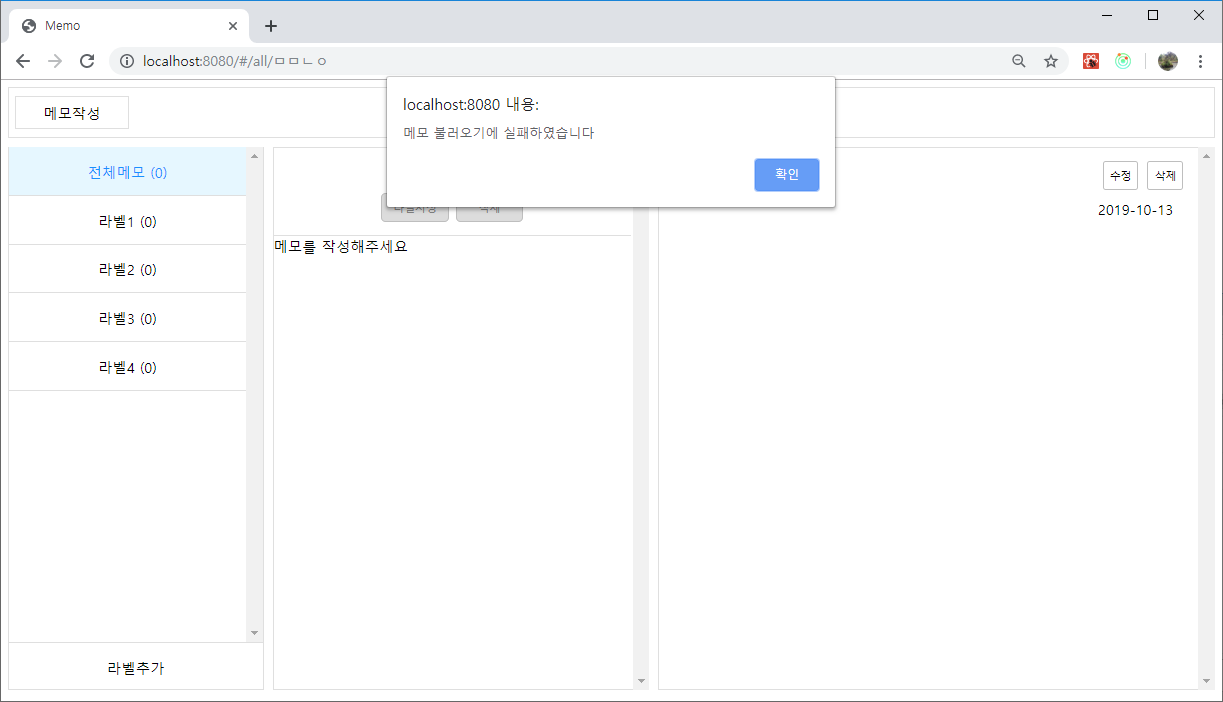 Memo
localhost:8080/#/all/ㅁㅁㄴㅇ
localhost:8080 내용:
메모 불러오기에 실패하였습니다
확인
메모작성
전체메모 (0)
라벨1 (0)
라벨2 (0)
라벨3 (0)
라벨4 (0)
라벨추가
삭제
메모를 작성해주세요
수정 삭제
2019-10-13